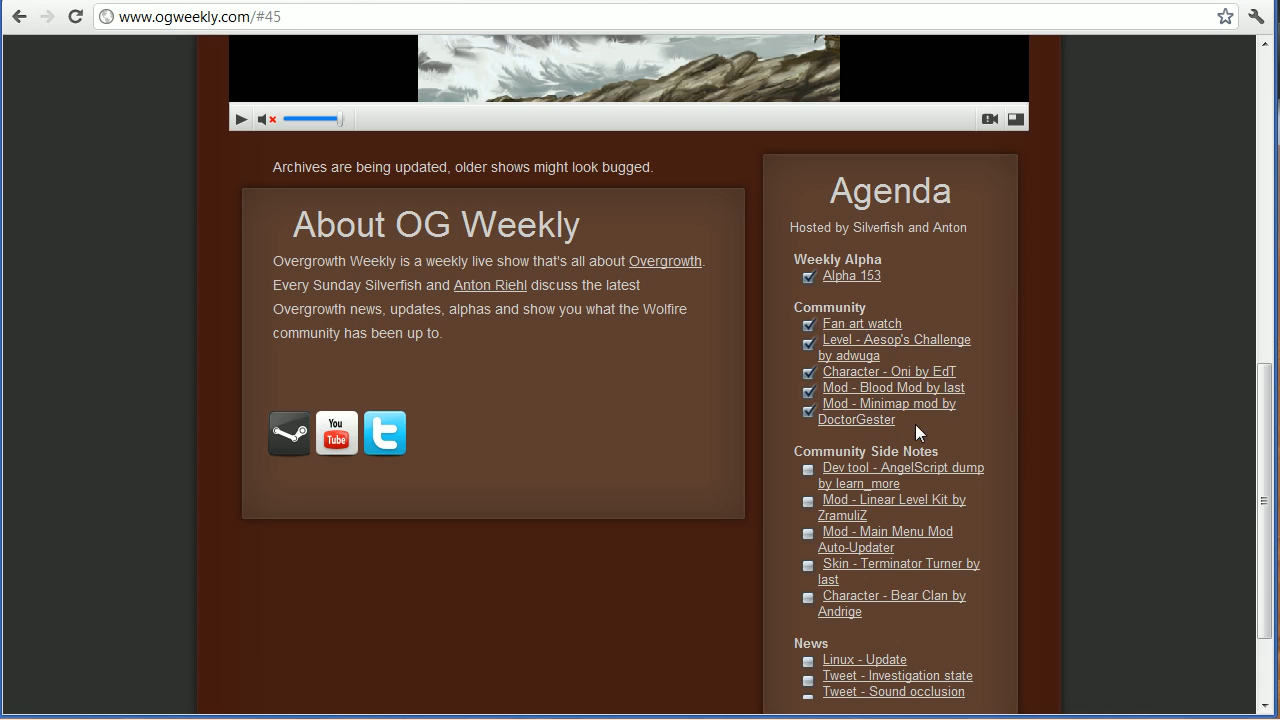 www.ogweekly.com/#45
Archives are being updated, older shows might look bugged.
About OG Weekly
Overgrowth Weekly is a weekly live show that's all about Overgrowth.
Every Sunday Silverfish and Anton Riehl discuss the latest
Overgrowth news, updates, alphas and show you what the Wolfire
community has been up to.
You
Tube
Agenda
Hosted by Silverfish and Anton
Weekly Alpha
Alpha 153
Community
Fan art watch
Level - Aesop's Challenge
by adwuga
Character - Oni by EdT
Mod - Blood Mod by last
Mod - Minimap mod by
DoctorGester
Community Side Notes
Dev tool - AngelScript dump
by learn_more
Mod - Linear Level Kit by
ZramuliZ
Mod - Main Menu Mod
Auto-Updater
Skin - Terminator Turner by
last
Character - Bear Clan by
Andrige
News
Linux - Update
Tweet - Investigation state
Tweet - Sound occlusion